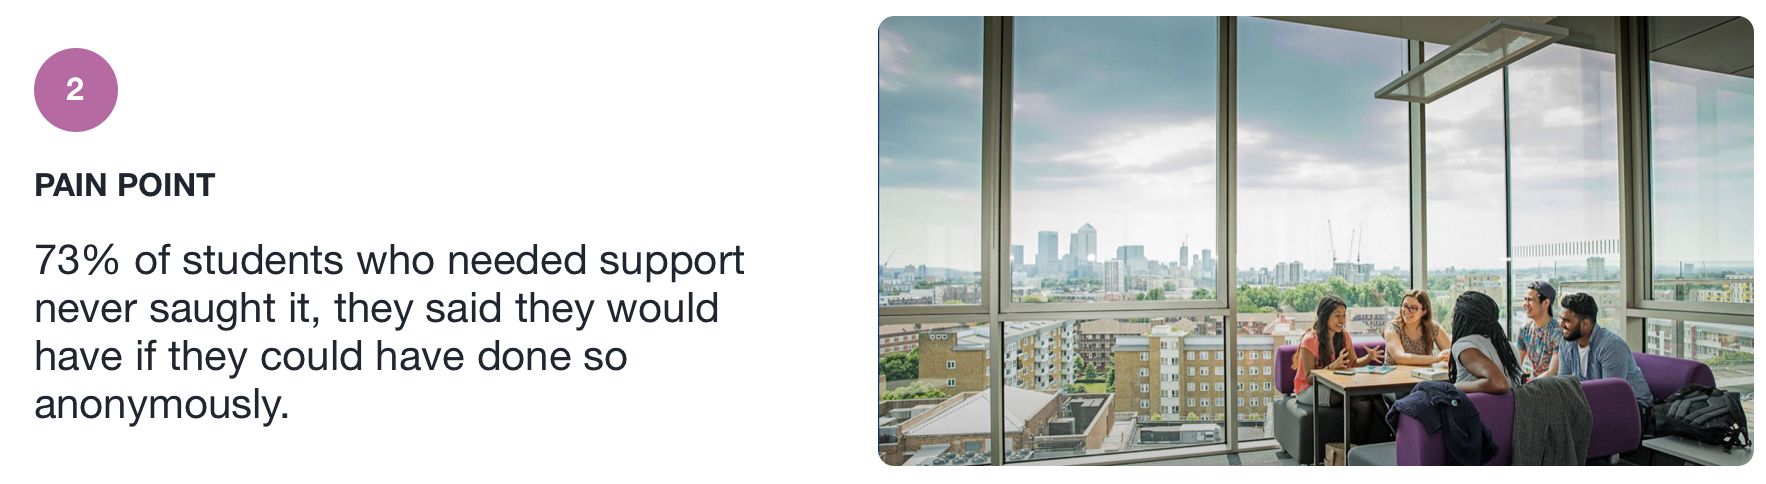 2
PAIN POINT
73% of students who needed support
never saught it, they said they would
have if they could have done so
anonymously.